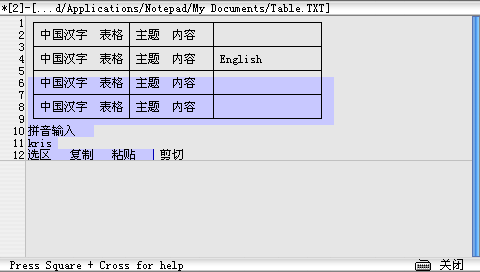 *[2]-[...d/Applications/Notepad/My Documents/Table.TXT]
1
2 中国汉字 表格 主题 内容
3
4 中国汉字 表格 主题 内容 English
5
6 中国汉字 表格 主题 内容
7
8 中国汉字 表格 主题 内容
9
10 拼音输入
11 kris
12 选区 复制 粘贴 | 剪切
Press Square + Cross for help 关闭